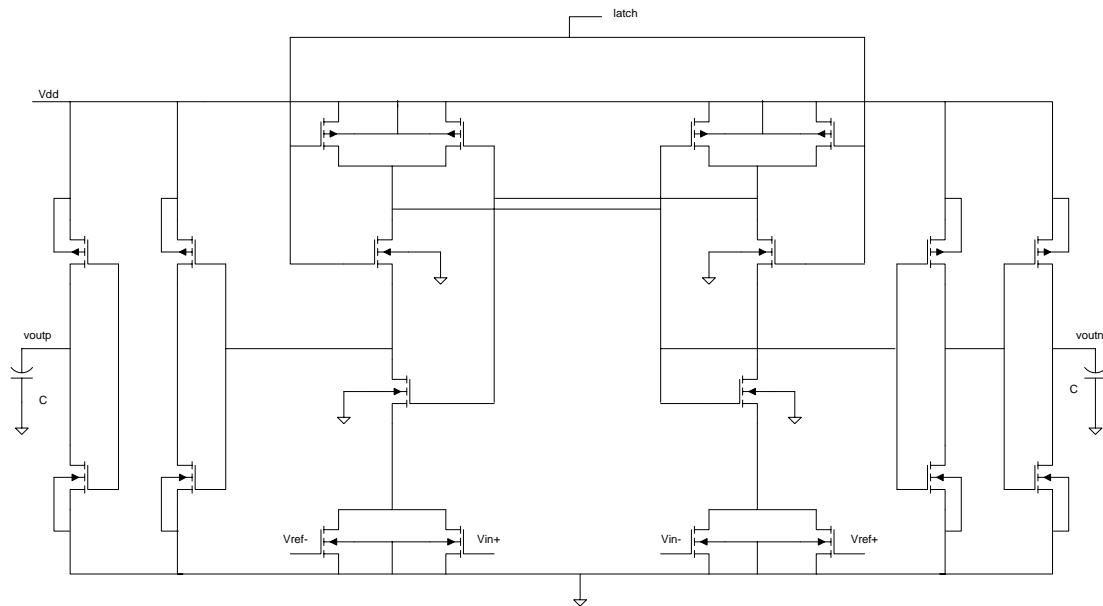 latch
Vdd
voutp
voutn
C
C
Vref-
Vin+
Vin-
Vref+